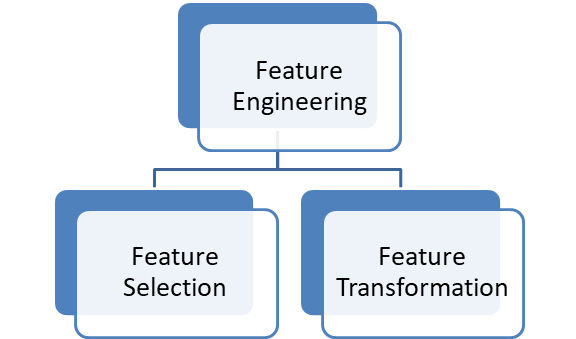 Feature
Engineering
Feature
Selection
Feature
Transformation